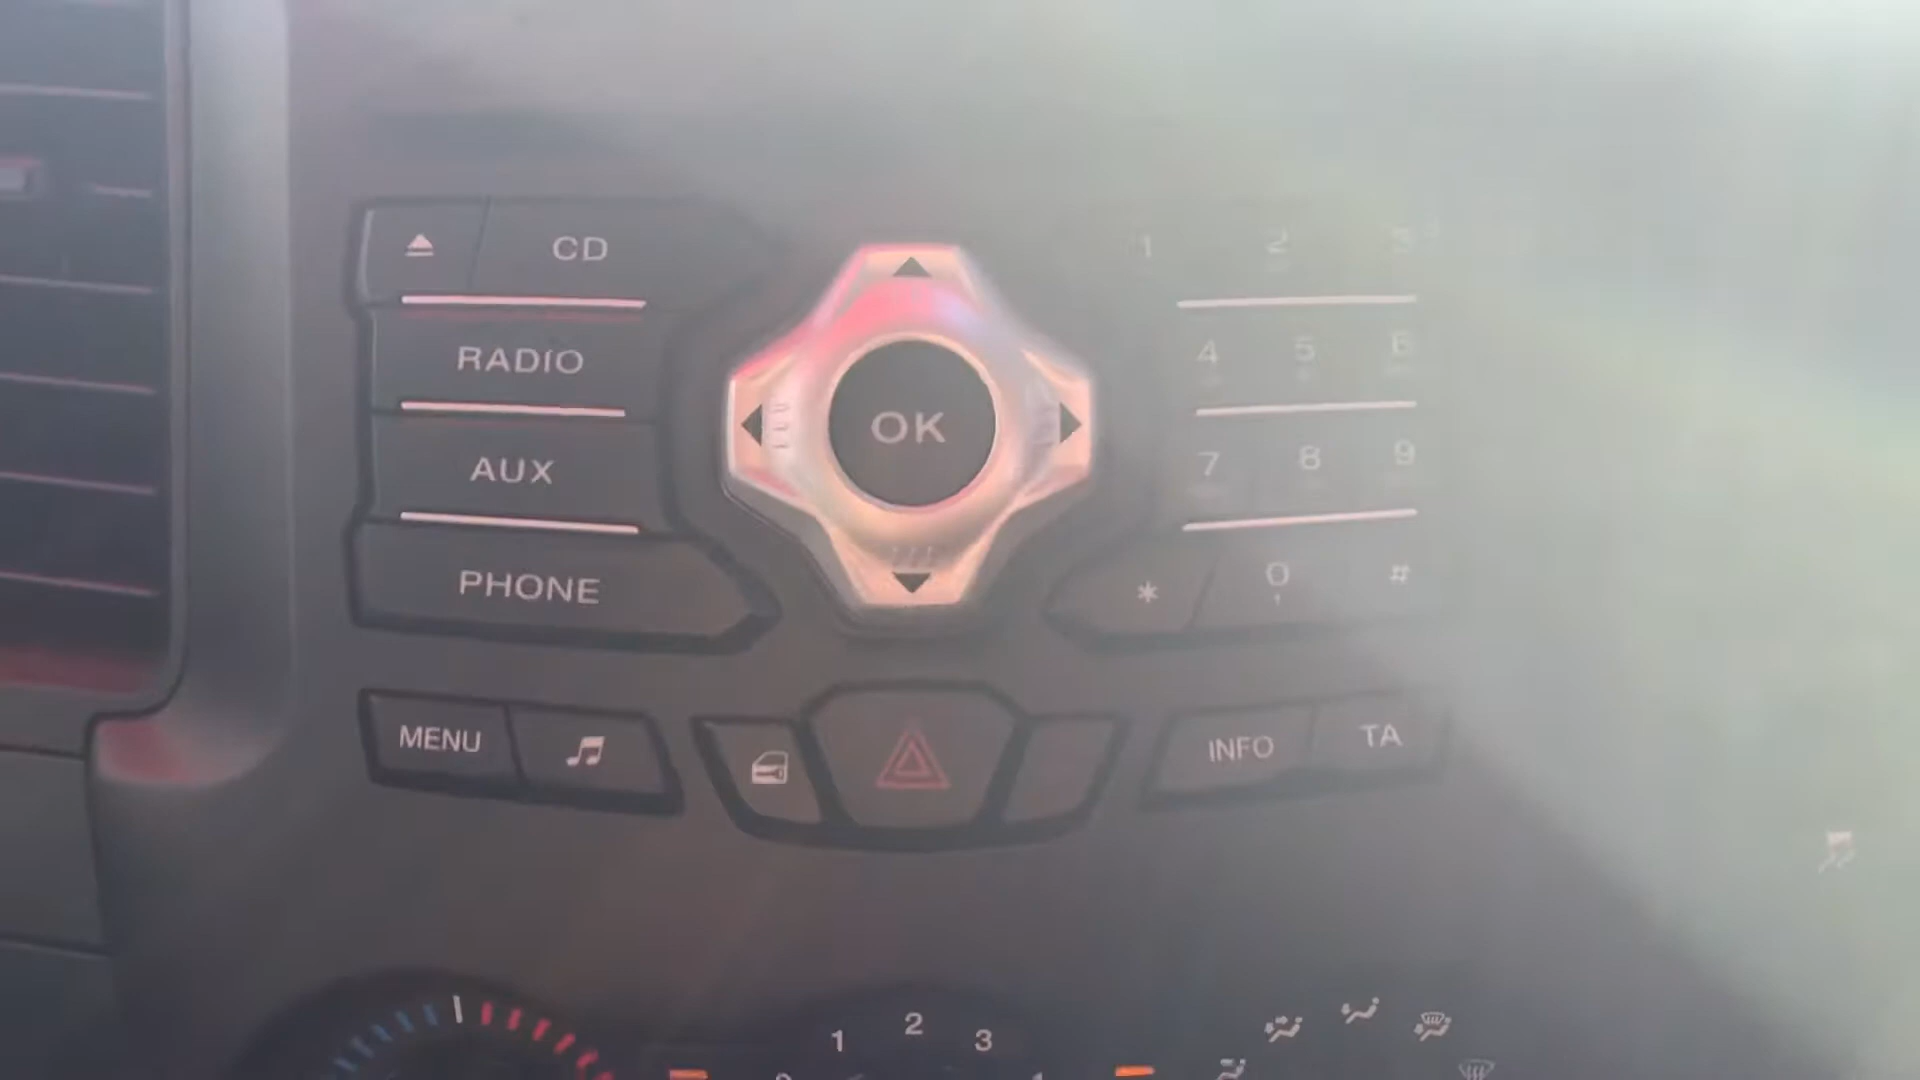 CD
1 2 3
RADIO
4 5 6
OK
AUX
7 8 9
PHONE
* 0 #
MENU
INFO TA
1 2 3